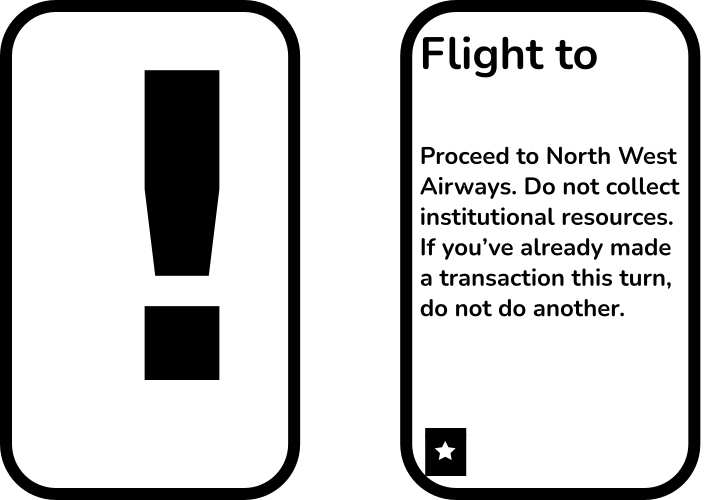 !
Flight to
Proceed to North West
Airways. Do not collect
institutional resources.
If you’ve already made
a transaction this turn,
do not do another.